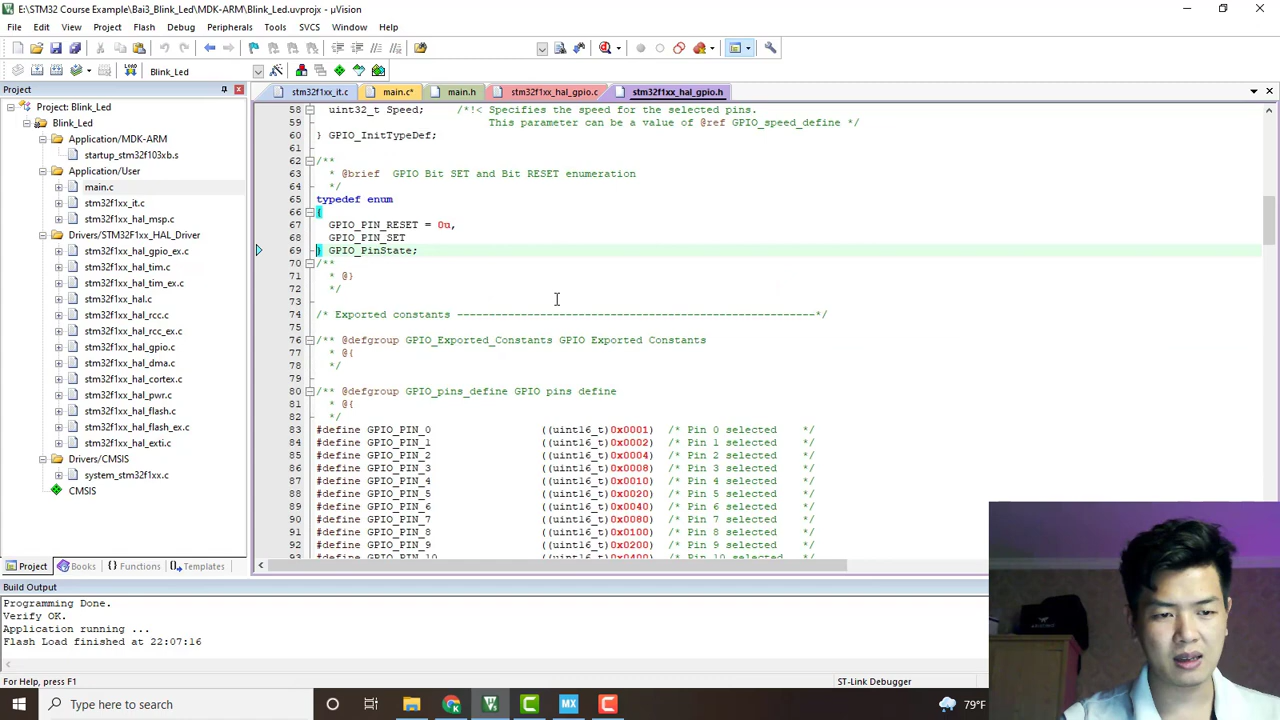 E:\STM32 Course Example\Bai3_Blink_Led\MDK-ARM\Blink_Led.uvprojx - µVision
File Edit View Project Flash Debug Peripherals Tools SVCS Window Help
Blink_Led
Project
stm32f1xx_it.c main.c* main.h stm32f1xx_hal_gpio.c stm32f1xx_hal_gpio.h
Project: Blink_Led
Blink_Led
Application/MDK-ARM
startup_stm32f103xb.s
Application/User
main.c
stm32f1xx_it.c
stm32f1xx_hal_msp.c
Drivers/STM32F1xx_HAL_Driver
stm32f1xx_hal_gpio_ex.c
stm32f1xx_hal_tim.c
stm32f1xx_hal_tim_ex.c
stm32f1xx_hal.c
stm32f1xx_hal_rcc.c
stm32f1xx_hal_rcc_ex.c
stm32f1xx_hal_gpio.c
stm32f1xx_hal_dma.c
stm32f1xx_hal_cortex.c
stm32f1xx_hal_pwr.c
stm32f1xx_hal_flash.c
stm32f1xx_hal_flash_ex.c
stm32f1xx_hal_exti.c
Drivers/CMSIS
system_stm32f1xx.c
CMSIS
Project Books Functions Templates
58 uint32_t Speed; /*!< Specifies the speed for the selected pins.
59 This parameter can be a value of @ref GPIO_speed_define */
60 } GPIO_InitTypeDef;
61
62 /**
63 * @brief GPIO Bit SET and Bit RESET enumeration
64 */
65 typedef enum
66 {
67 GPIO_PIN_RESET = 0u,
68 GPIO_PIN_SET
69 } GPIO_PinState;
70 /**
71 * @}
72 */
73
74 /* Exported constants --------------------------------------------------------*/
75
76 /** @defgroup GPIO_Exported_Constants GPIO Exported Constants
77 * @{
78 */
79
80 /** @defgroup GPIO_pins_define GPIO pins define
81 * @{
82 */
83 #define GPIO_PIN_0 ((uint16_t)0x0001) /* Pin 0 selected */
84 #define GPIO_PIN_1 ((uint16_t)0x0002) /* Pin 1 selected */
85 #define GPIO_PIN_2 ((uint16_t)0x0004) /* Pin 2 selected */
86 #define GPIO_PIN_3 ((uint16_t)0x0008) /* Pin 3 selected */
87 #define GPIO_PIN_4 ((uint16_t)0x0010) /* Pin 4 selected */
88 #define GPIO_PIN_5 ((uint16_t)0x0020) /* Pin 5 selected */
89 #define GPIO_PIN_6 ((uint16_t)0x0040) /* Pin 6 selected */
90 #define GPIO_PIN_7 ((uint16_t)0x0080) /* Pin 7 selected */
91 #define GPIO_PIN_8 ((uint16_t)0x0100) /* Pin 8 selected */
92 #define GPIO_PIN_9 ((uint16_t)0x0200) /* Pin 9 selected */
93 #define GPIO_PIN_10 ((uint16_t)0x0400) /* Pin 10 selected */
Build Output
Programming Done.
Verify OK.
Application running ...
Flash Load finished at 22:07:16
For Help, press F1
ST-Link Debugger
Type here to search
79°F